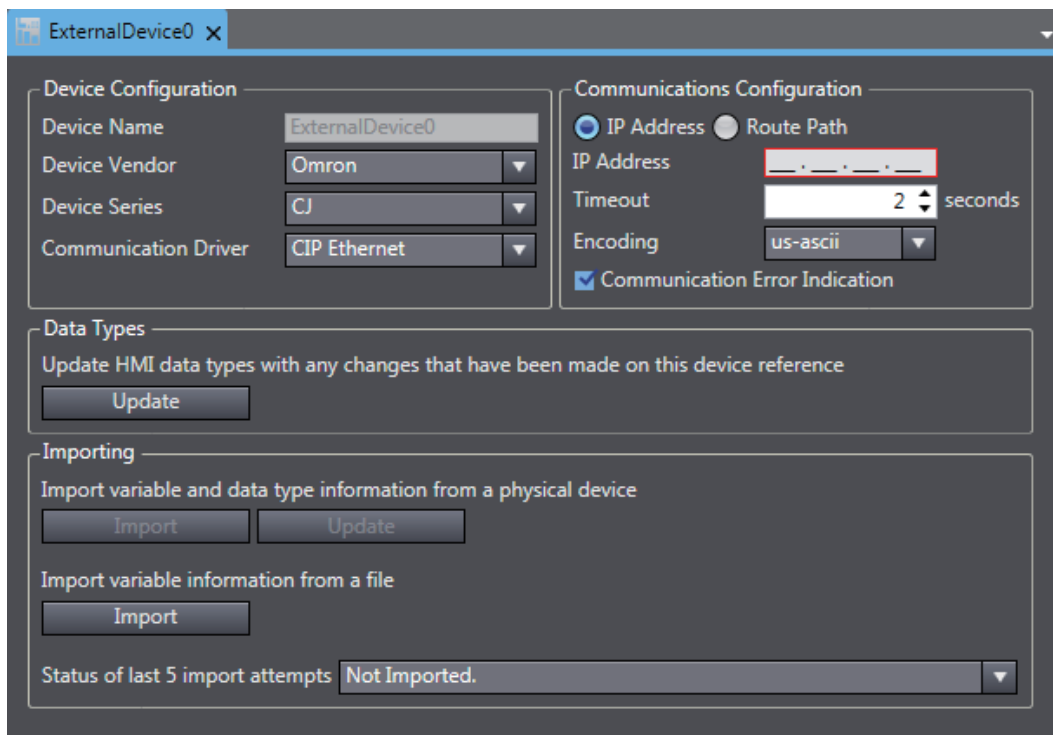 ExternalDevice0
Device Configuration
Device Name ExternalDevice0
Device Vendor Omron
Device Series CJ
Communication Driver CIP Ethernet
Communications Configuration
IP Address Route Path
IP Address __.__.__.__
Timeout 2 seconds
Encoding us-ascii
Communication Error Indication
Data Types
Update HMI data types with any changes that have been made on this device reference
Update
Importing
Import variable and data type information from a physical device
Import Update
Import variable information from a file
Import
Status of last 5 import attempts Not Imported.